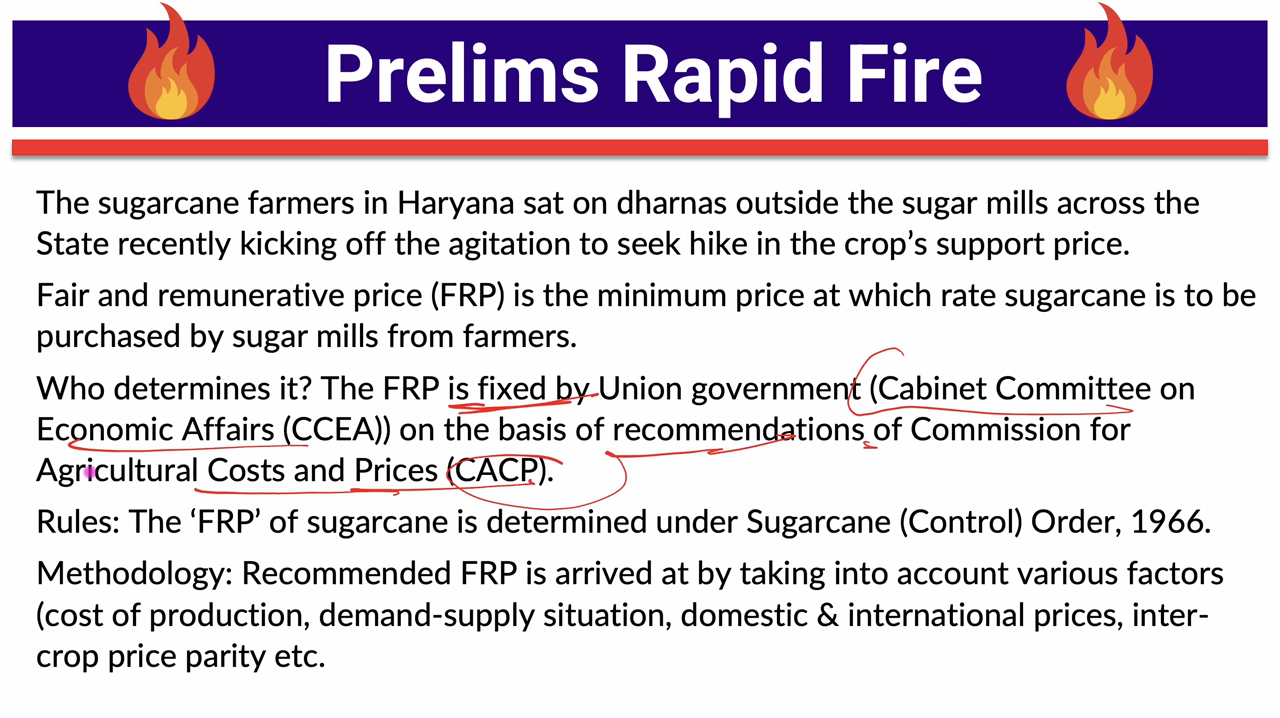 Prelims Rapid Fire
The sugarcane farmers in Haryana sat on dharnas outside the sugar mills across the
State recently kicking off the agitation to seek hike in the crop’s support price.
Fair and remunerative price (FRP) is the minimum price at which rate sugarcane is to be
purchased by sugar mills from farmers.
Who determines it? The FRP is fixed by Union government (Cabinet Committee on
Economic Affairs (CCEA)) on the basis of recommendations of Commission for
Agricultural Costs and Prices (CACP).
Rules: The ‘FRP’ of sugarcane is determined under Sugarcane (Control) Order, 1966.
Methodology: Recommended FRP is arrived at by taking into account various factors
(cost of production, demand-supply situation, domestic & international prices, inter-
crop price parity etc.